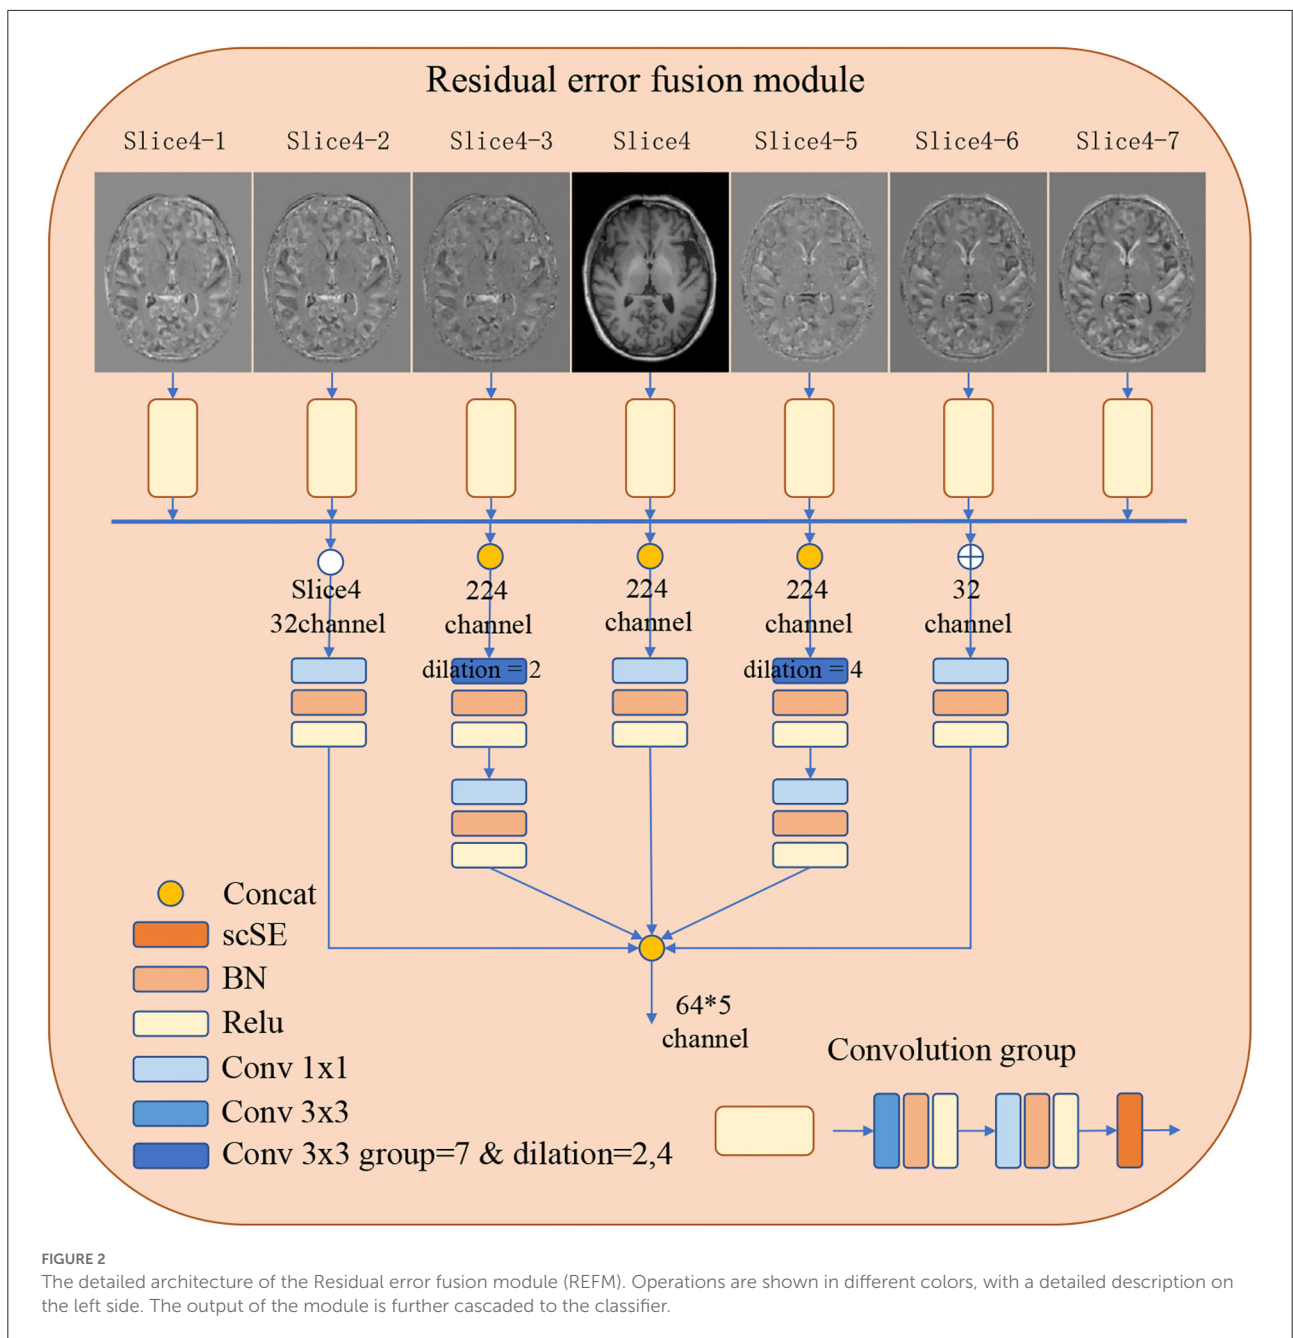 Residual error fusion module
Slice4-1 Slice4-2 Slice4-3 Slice4 Slice4-5 Slice4-6 Slice4-7
Slice4
32channel
224
channel
224
channel
224
channel
32
channel
dilation = 2
dilation = 4
Concat
scSE
BN
Relu
Conv 1x1
Conv 3x3
Conv 3x3 group=7 & dilation=2,4
64*5
channel
Convolution group
FIGURE 2
The detailed architecture of the Residual error fusion module (REFM). Operations are shown in different colors, with a detailed description on
the left side. The output of the module is further cascaded to the classifier.